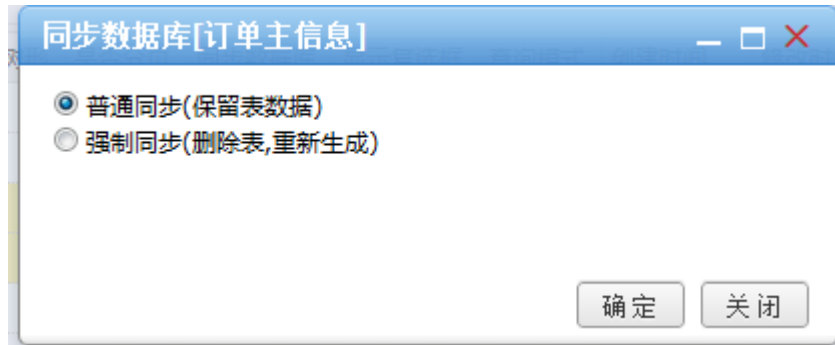 同步数据库[订单主信息]
普通同步(保留表数据)
强制同步(删除表,重新生成)
确定
关闭